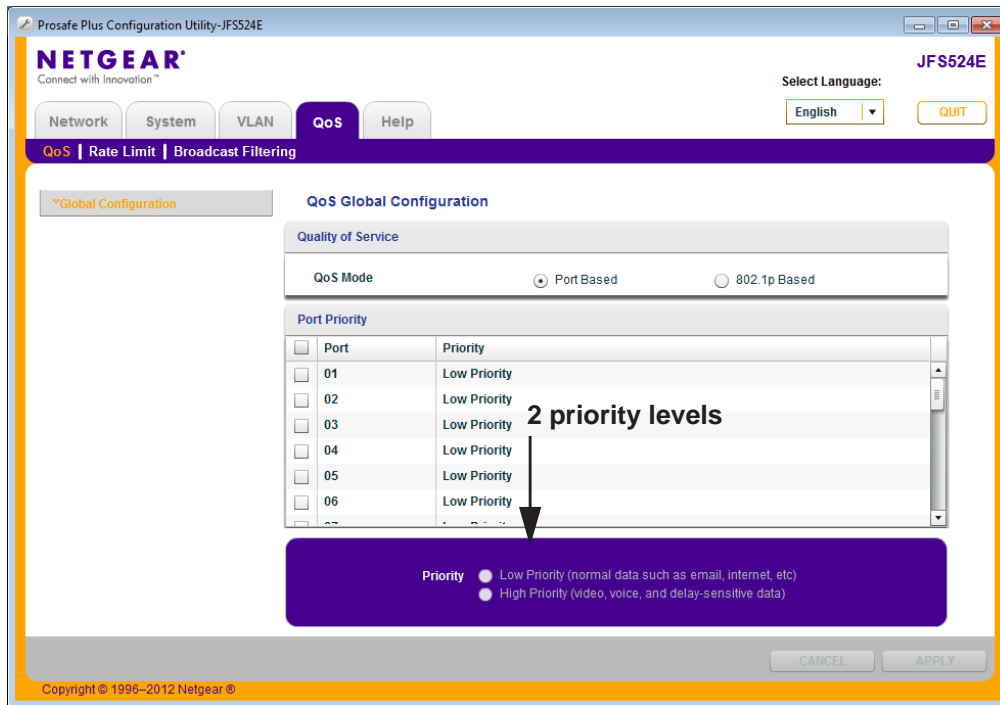 Prosafe Plus Configuration Utility-JFS524E
NETGEAR®
Connect with Innovation™
JFS524E
Select Language:
English
QUIT
Network System VLAN QoS Help
QoS | Rate Limit | Broadcast Filtering
Global Configuration
QoS Global Configuration
Quality of Service
QoS Mode Port Based 802.1p Based
Port Priority
Port Priority
01 Low Priority
02 Low Priority
03 Low Priority
2 priority levels
04 Low Priority
05 Low Priority
06 Low Priority
07 Low Priority
Priority Low Priority (normal data such as email, internet, etc)
High Priority (video, voice, and delay-sensitive data)
CANCEL APPLY
Copyright © 1996–2012 Netgear ®